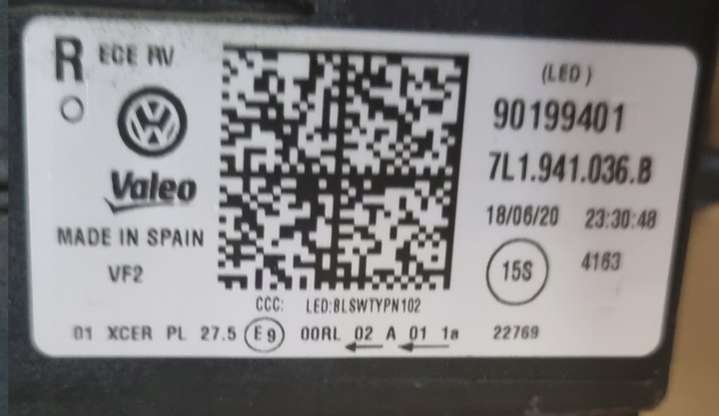 R ECE RV
(LED)
90199401
7L1.941.036.B
Valeo
18/06/20 23:30:48
MADE IN SPAIN
15S 4163
VF2
CCC: LED:BLSWTYPN102
01 XCER PL 27.5 E9 00RL 02 A 01 1a 22769